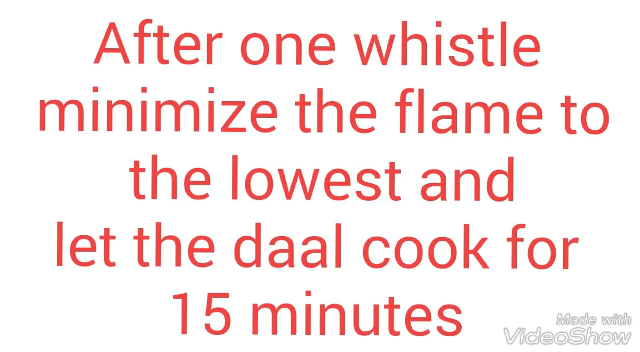 After one whistle
minimize the flame to
the lowest and
let the daal cook for
15 minutes
Made with
VideoShow